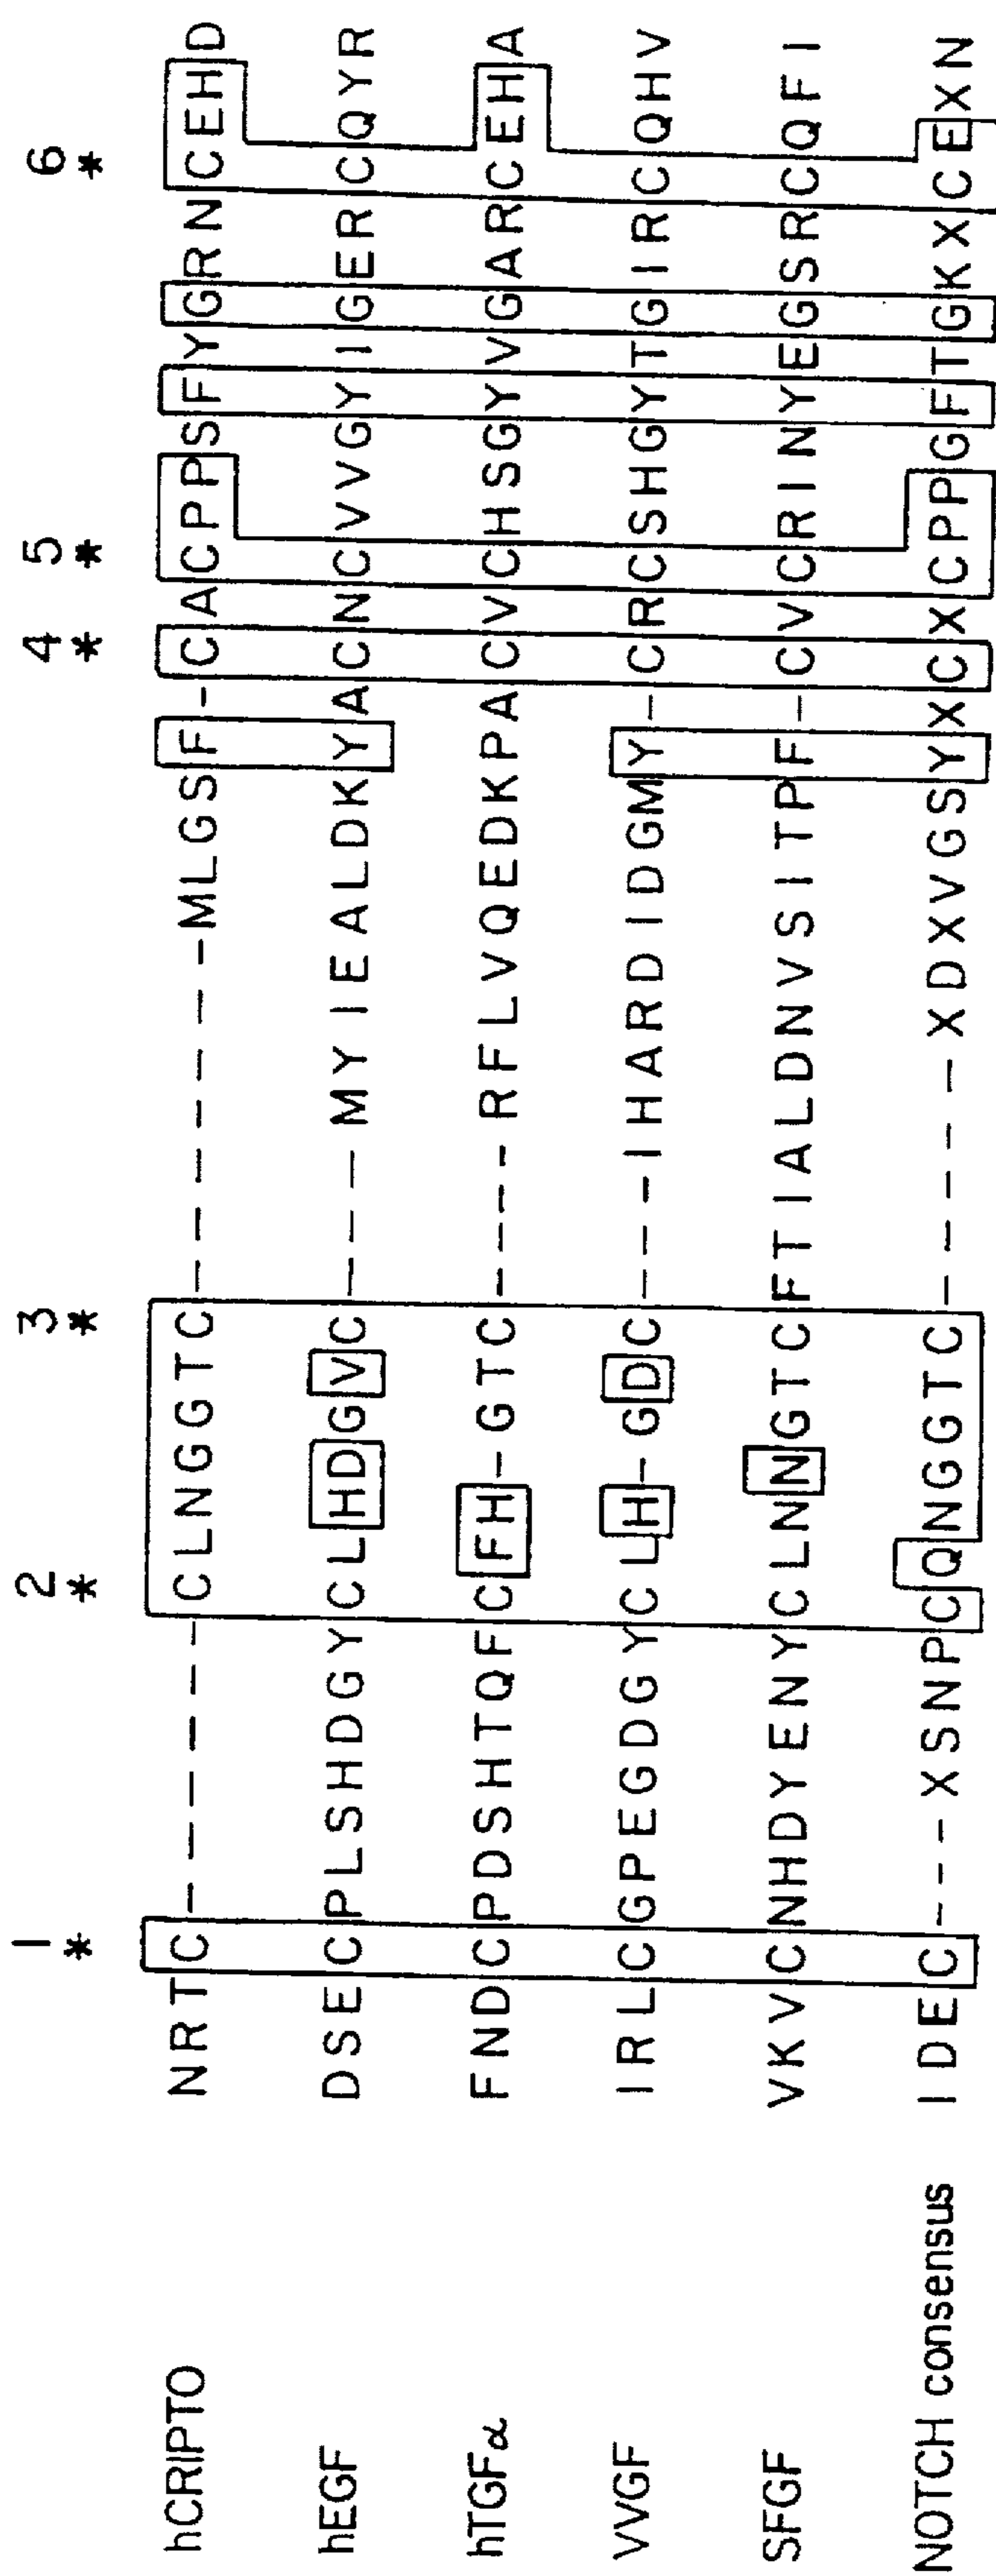 1 2 3 4 5 6
* * * * * *
hCRIPTO NRTC-------CLNGGTC-------MLGSF-CACPPSFYGRNCEHD
hEGF DSECPLSHDGYCLHDGVC---MYIEALDKYACNCVVGYIGERCQYR
hTGFα FNDCPDSHTQFCFH-GTC----RFLVQEDKPACVCHSGYVGARCEHA
VVGF IRLCGPEGDGYCLH-GDC----IHARDIDGMY-CRCSHGYTGIRCQHV
SFGF VKVCNHDYENYCLNNGTCFTIALDNVSITPF-CVCRINYEGSRCQFI
NOTCH consensus IDEC---XSNPCQNGGTC-----XDXVGSYXCXCPPGFTGKXCEXN